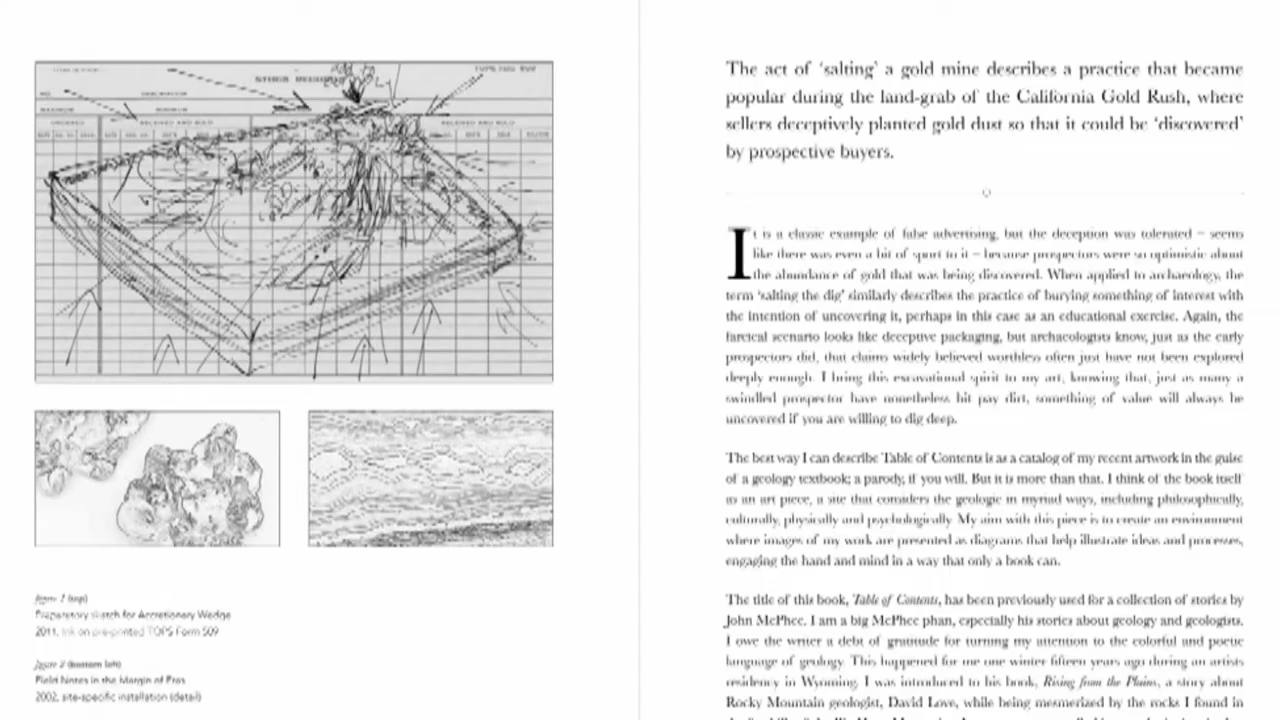 STOCK RECORD
ORDERED
RECEIVED AND SOLD
RECEIVED AND SOLD
figure 1 (top)
Preparatory sketch for Accretionary Wedge
2011, ink on pre-printed TOPS Form 509
figure 2 (bottom left)
Field Notes in the Margin of Pros
2002, site-specific installation (detail)
The act of ‘salting’ a gold mine describes a practice that became
popular during the land-grab of the California Gold Rush, where
sellers deceptively planted gold dust so that it could be ‘discovered’
by prospective buyers.
It is a classic example of false advertising, but the deception was tolerated – seems
like there was even a bit of sport to it – because prospectors were so optimistic about
the abundance of gold that was being discovered. When applied to archaeology, the
term ‘salting the dig’ similarly describes the practice of burying something of interest with
the intention of uncovering it, perhaps in this case as an educational exercise. Again, the
farcical scenario looks like deceptive packaging, but archaeologists know, just as the early
prospectors did, that claims widely believed worthless often just have not been explored
deeply enough. I bring this excavational spirit to my art, knowing that, just as many a
swindled prospector have nonetheless hit pay dirt, something of value will always be
uncovered if you are willing to dig deep.
The best way I can describe Table of Contents is as a catalog of my recent artwork in the guise
of a geology textbook; a parody, if you will. But it is more than that. I think of the book itself
as an art piece, a site that considers the geologic in myriad ways, including philosophically,
culturally, physically and psychologically. My aim with this piece is to create an environment
where images of my work are presented as diagrams that help illustrate ideas and processes,
engaging the hand and mind in a way that only a book can.
The title of this book, Table of Contents, has been previously used for a collection of stories by
John McPhee. I am a big McPhee phan, especially his stories about geology and geologists.
I owe the writer a debt of gratitude for turning my attention to the colorful and poetic
language of geology. This happened for me one winter fifteen years ago during an artists
residency in Wyoming. I was introduced to his book, Rising from the Plains, a story about
Rocky Mountain geologist, David Love, while being mesmerized by the rocks I found in